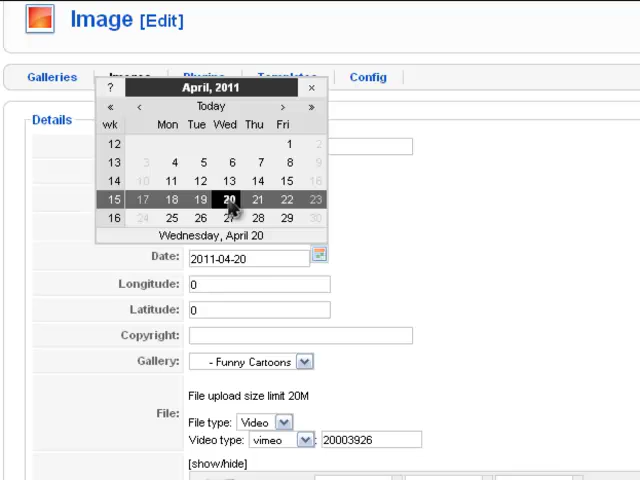 Image [Edit]
Galleries Images Plugins Templates Config
? April, 2011 ×
« ‹ Today › »
wk Mon Tue Wed Thu Fri
12 1 2
13 3 4 5 6 7 8 9
14 10 11 12 13 14 15 16
15 17 18 19 20 21 22 23
16 24 25 26 27 28 29 30
Wednesday, April 20
Details
Date: 2011-04-20
Longitude: 0
Latitude: 0
Copyright:
Gallery: - Funny Cartoons
File upload size limit 20M
File:
File type: Video
Video type: vimeo : 20003926
[show/hide]